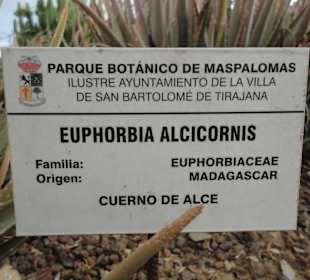 PARQUE BOTÁNICO DE MASPALOMAS
ILUSTRE AYUNTAMIENTO DE LA VILLA
DE SAN BARTOLOMÉ DE TIRAJANA
EUPHORBIA ALCICORNIS
Familia: EUPHORBIACEAE
Origen: MADAGASCAR
CUERNO DE ALCE